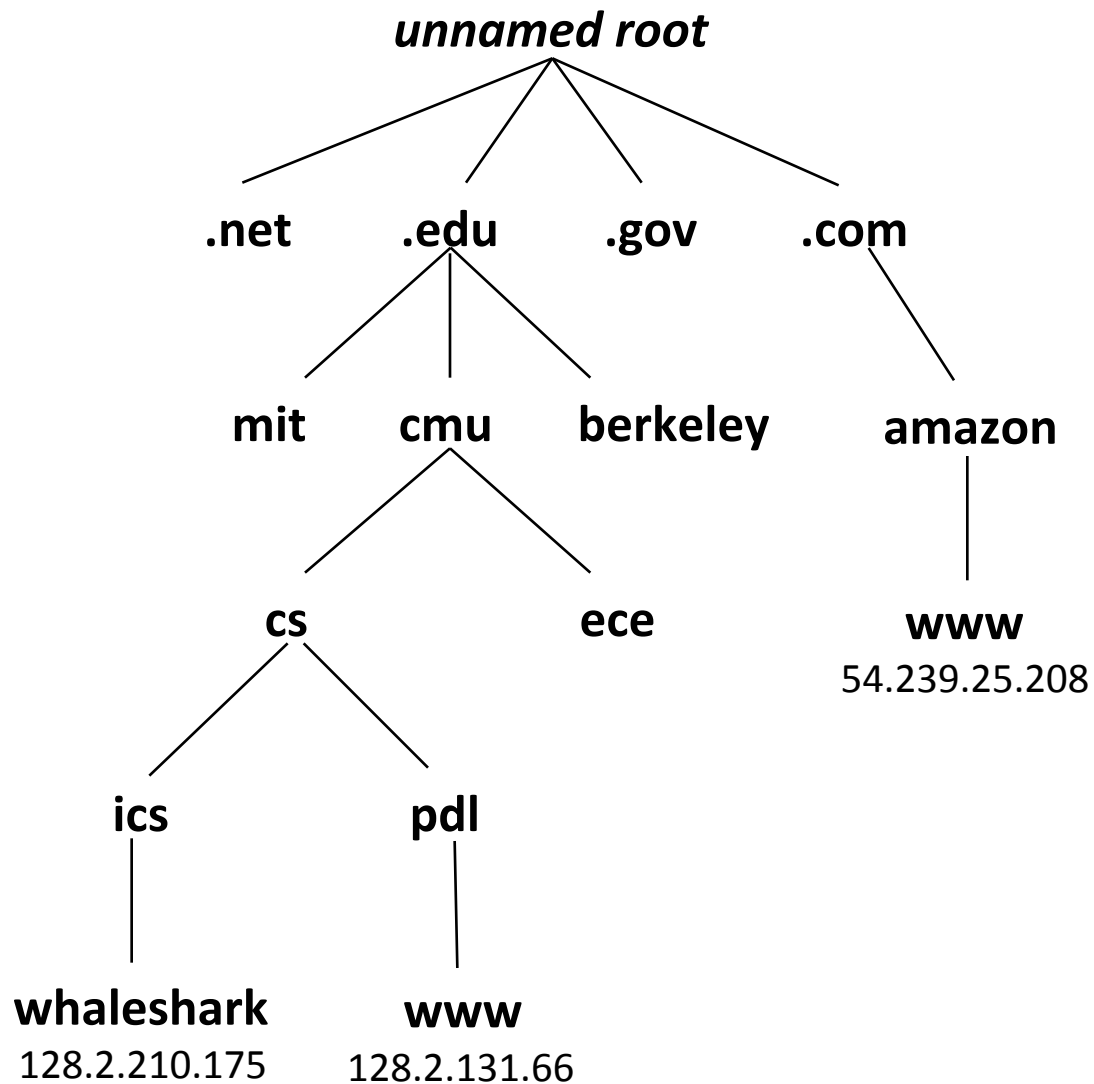 unnamed root
.net .edu .gov .com
mit cmu berkeley amazon
cs ece www
54.239.25.208
ics pdl
whaleshark www
128.2.210.175 128.2.131.66